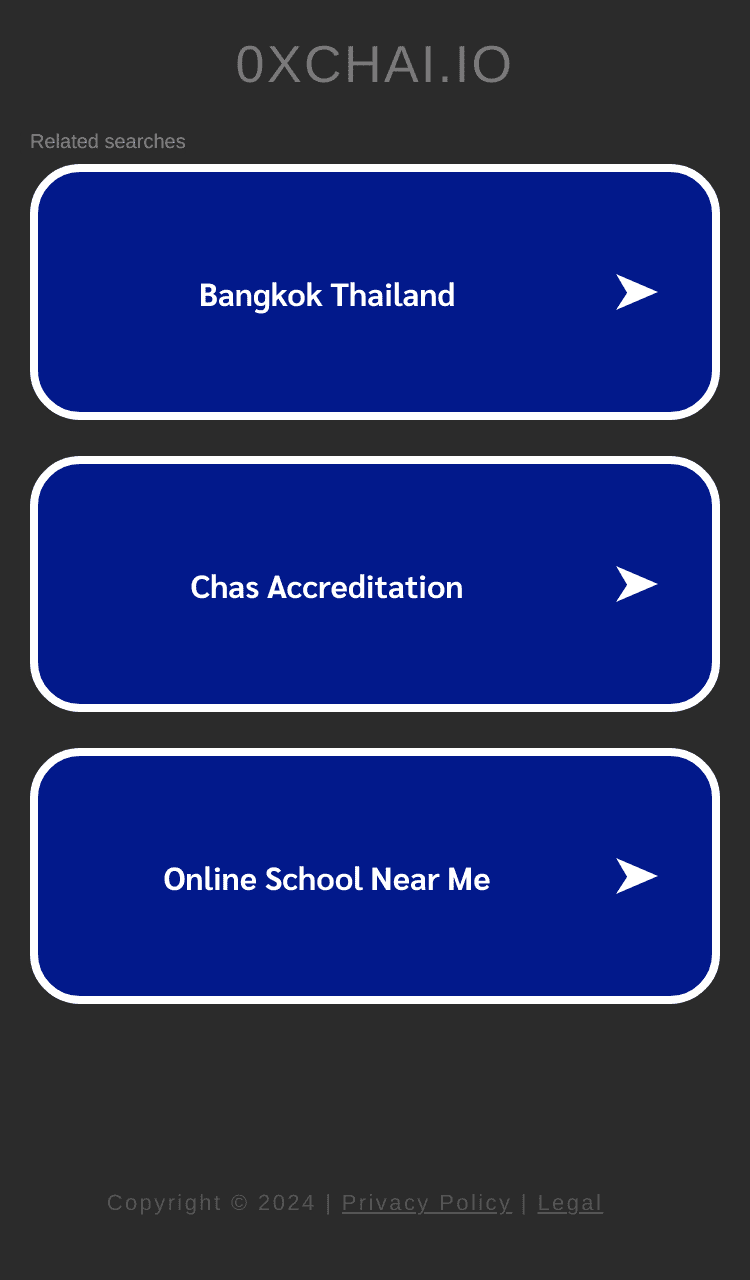 0XCHAI.IO
Related searches
Bangkok Thailand
Chas Accreditation
Online School Near Me
Copyright © 2024 | Privacy Policy | Legal